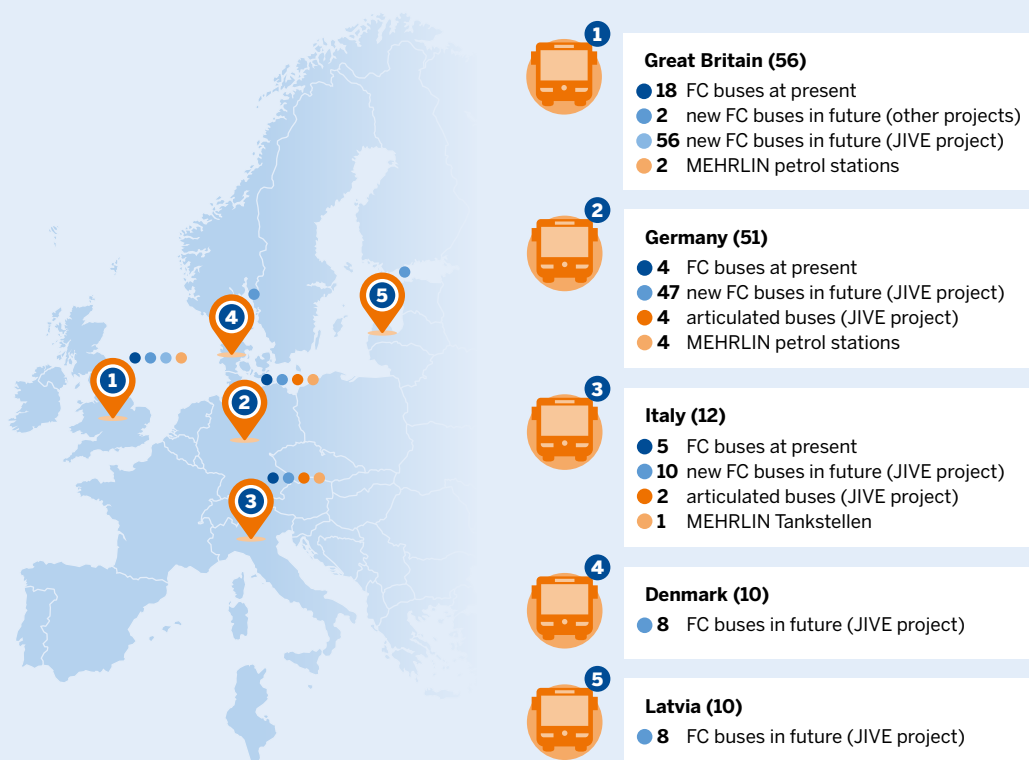 1
Great Britain (56)
18 FC buses at present
2 new FC buses in future (other projects)
56 new FC buses in future (JIVE project)
2 MEHRLIN petrol stations
2
Germany (51)
4 FC buses at present
47 new FC buses in future (JIVE project)
4 articulated buses (JIVE project)
4 MEHRLIN petrol stations
3
Italy (12)
5 FC buses at present
10 new FC buses in future (JIVE project)
2 articulated buses (JIVE project)
1 MEHRLIN Tankstellen
4
Denmark (10)
8 FC buses in future (JIVE project)
5
Latvia (10)
8 FC buses in future (JIVE project)
5
4
1
2
3